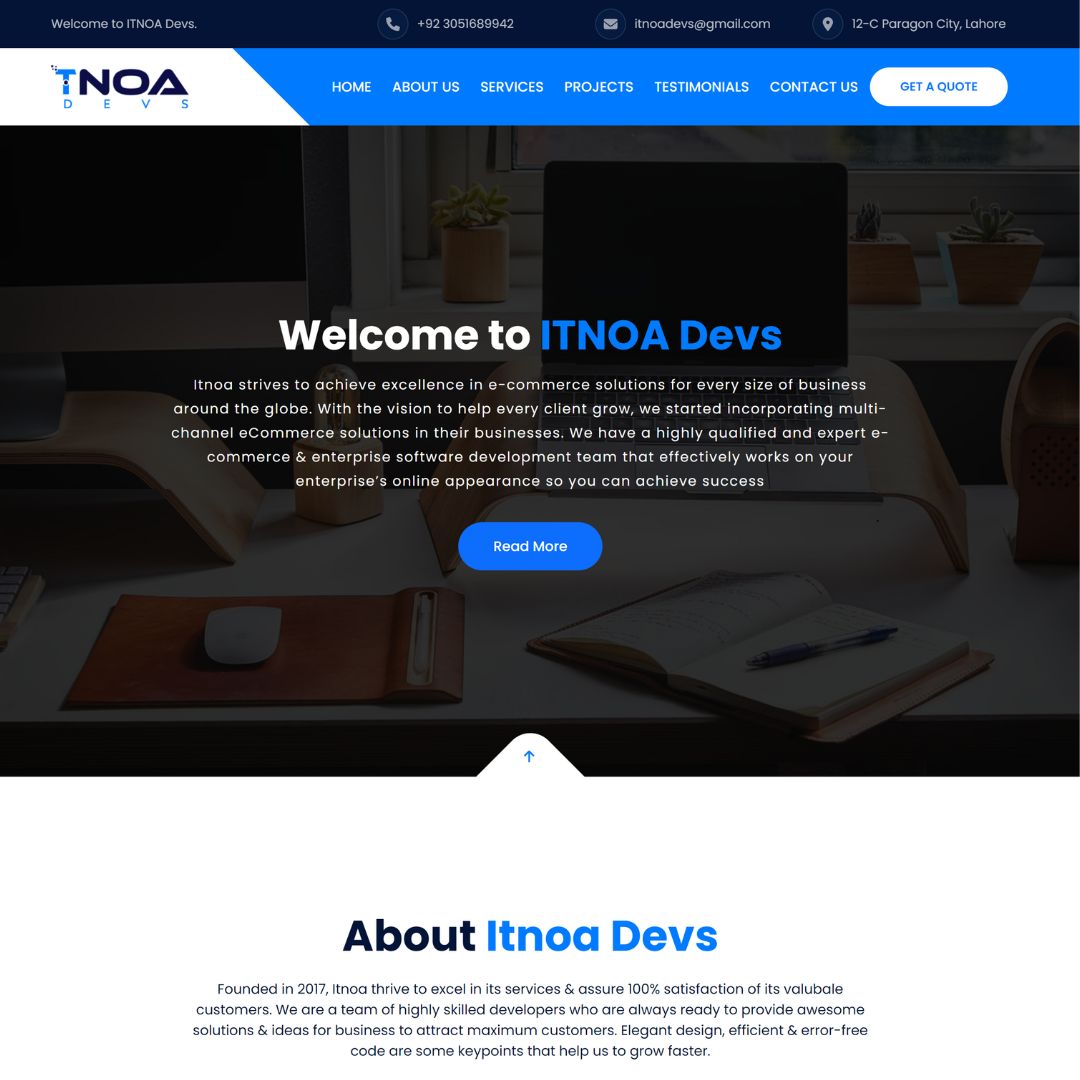 Welcome to ITNOA Devs.
+92 3051689942
itnoadevs@gmail.com
12-C Paragon City, Lahore
TNOA
DEVS
HOME
ABOUT US
SERVICES
PROJECTS
TESTIMONIALS
CONTACT US
GET A QUOTE
Welcome to ITNOA Devs
Itnoa strives to achieve excellence in e-commerce solutions for every size of business
around the globe. With the vision to help every client grow, we started incorporating multi-
channel eCommerce solutions in their businesses. We have a highly qualified and expert e-
commerce & enterprise software development team that effectively works on your
enterprise’s online appearance so you can achieve success
Read More
About Itnoa Devs
Founded in 2017, Itnoa thrive to excel in its services & assure 100% satisfaction of its valubale
customers. We are a team of highly skilled developers who are always ready to provide awesome
solutions & ideas for business to attract maximum customers. Elegant design, efficient & error-free
code are some keypoints that help us to grow faster.